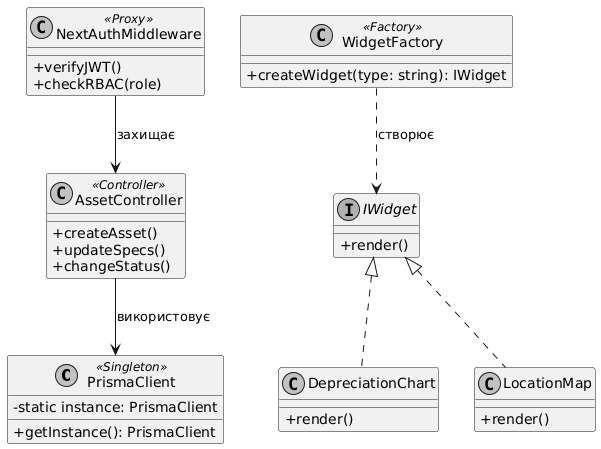 «Proxy»
C NextAuthMiddleware
+verifyJWT()
+checkRBAC(role)
«Factory»
C WidgetFactory
+createWidget(type: string): IWidget
захищає
створює
«Controller»
C AssetController
+createAsset()
+updateSpecs()
+changeStatus()
I IWidget
+render()
використовує
«Singleton»
C PrismaClient
-static instance: PrismaClient
+getInstance(): PrismaClient
C DepreciationChart
+render()
C LocationMap
+render()